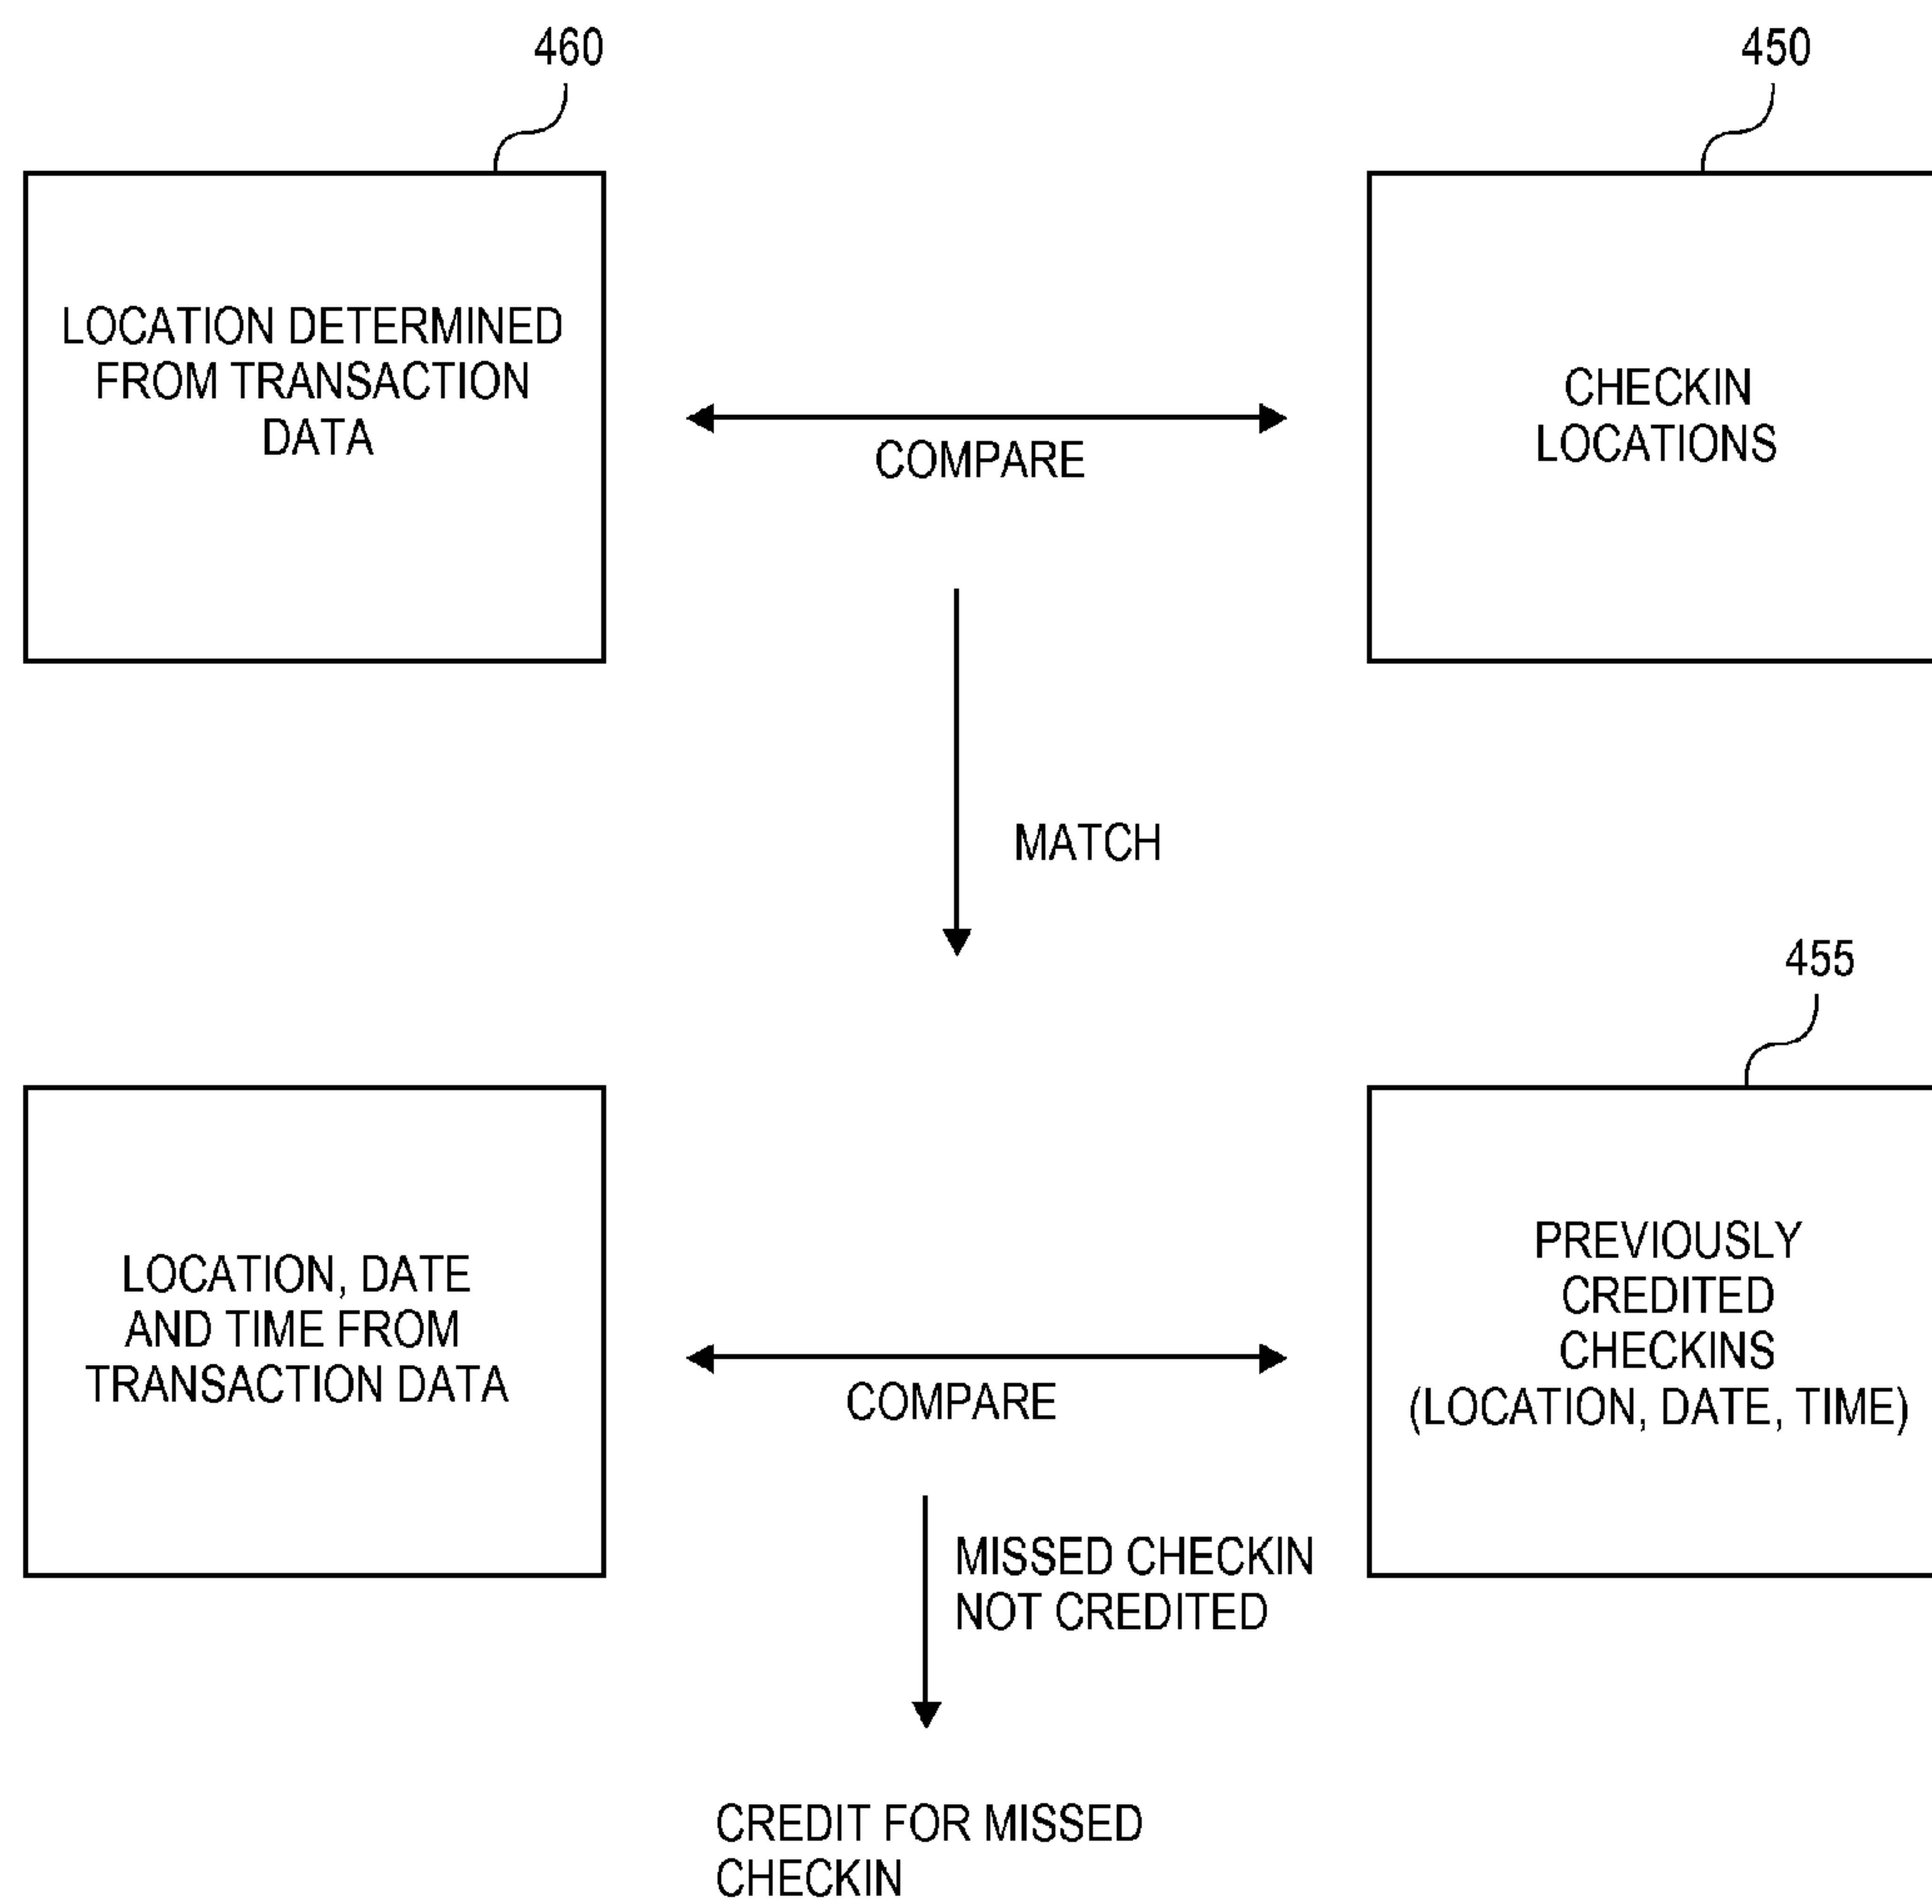 460
450
LOCATION DETERMINED
FROM TRANSACTION
DATA
COMPARE
CHECKIN
LOCATIONS
MATCH
455
LOCATION, DATE
AND TIME FROM
TRANSACTION DATA
COMPARE
PREVIOUSLY
CREDITED
CHECKINS
(LOCATION, DATE, TIME)
MISSED CHECKIN
NOT CREDITED
CREDIT FOR MISSED
CHECKIN